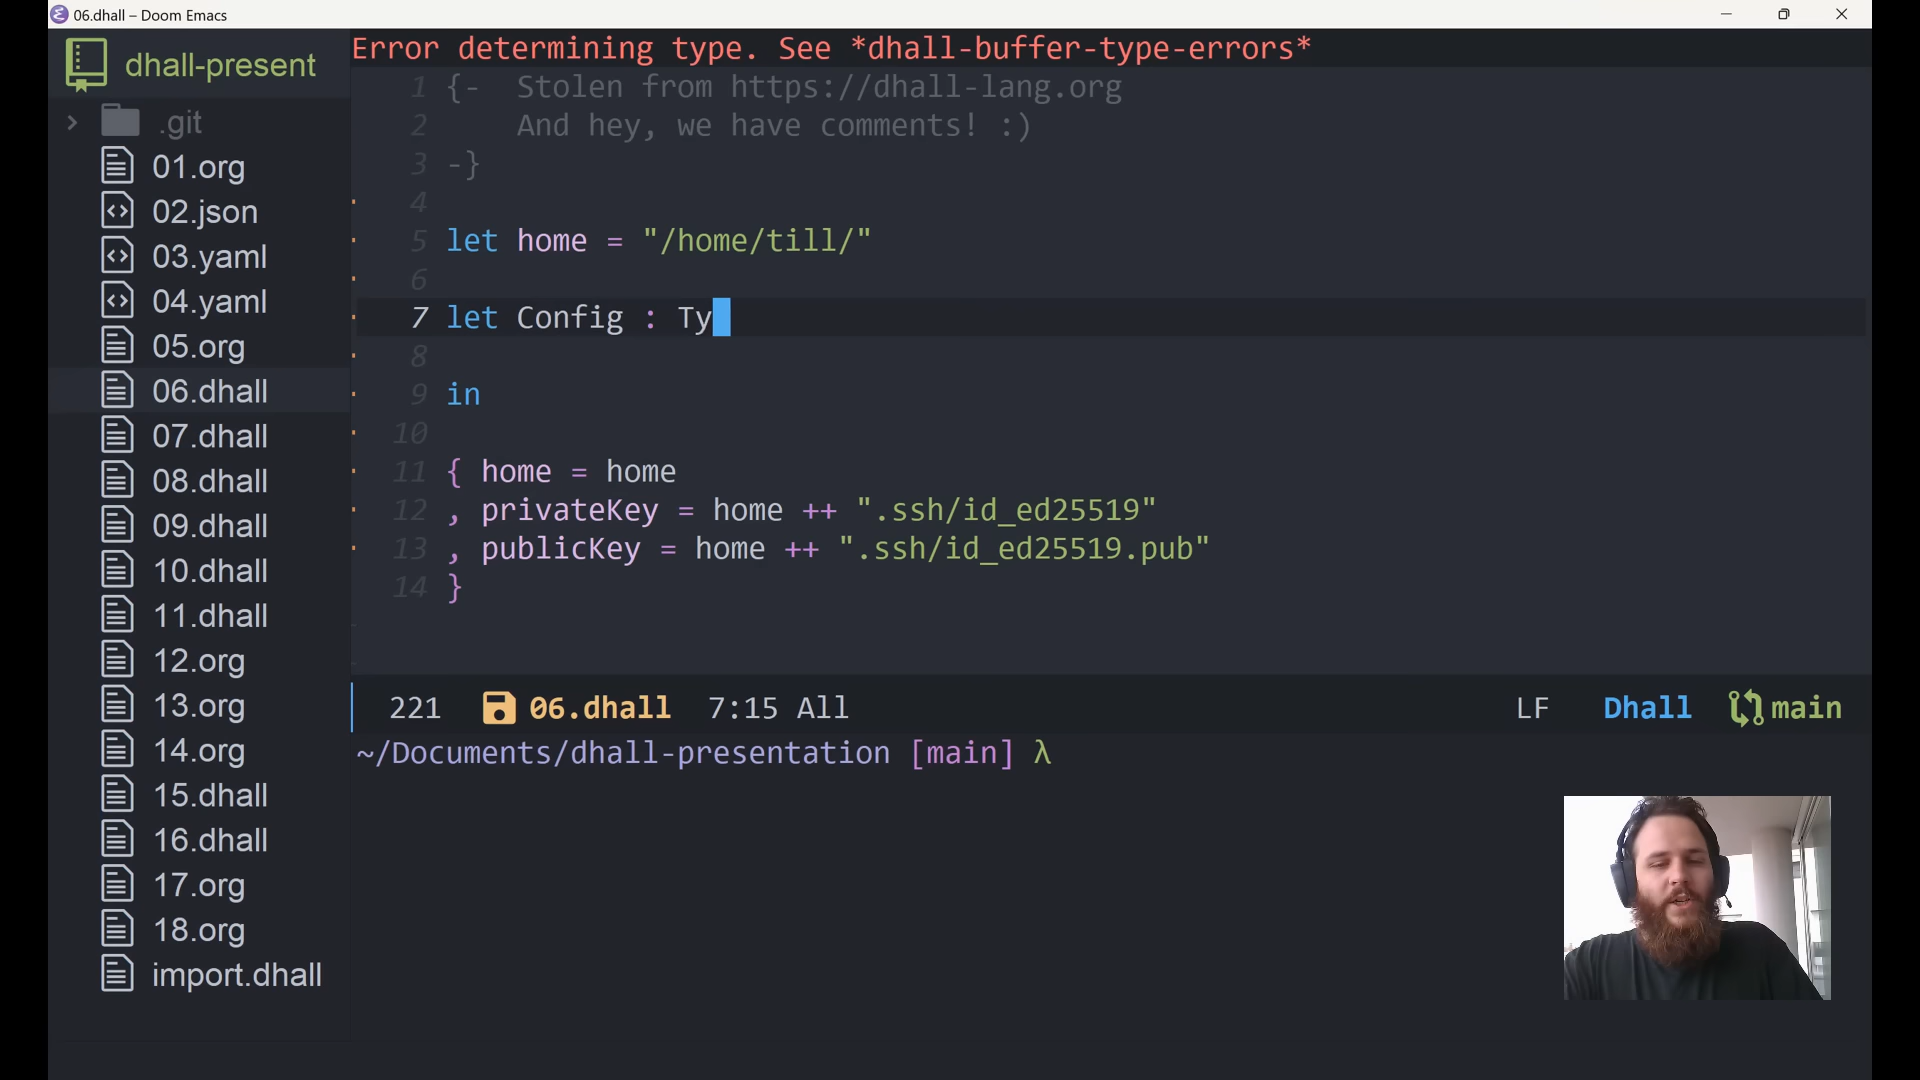 06.dhall – Doom Emacs
dhall-present
.git
01.org
02.json
03.yaml
04.yaml
05.org
06.dhall
07.dhall
08.dhall
09.dhall
10.dhall
11.dhall
12.org
13.org
14.org
15.dhall
16.dhall
17.org
18.org
import.dhall
Error determining type. See *dhall-buffer-type-errors*
1 {-  Stolen from https://dhall-lang.org
2     And hey, we have comments! :)
3 -}
4
5 let home = "/home/till/"
6
7 let Config : Ty
8
9 in
10
11 { home = home
12 , privateKey = home ++ ".ssh/id_ed25519"
13 , publicKey = home ++ ".ssh/id_ed25519.pub"
14 }
221 06.dhall 7:15 All LF Dhall main
~/Documents/dhall-presentation [main] λ